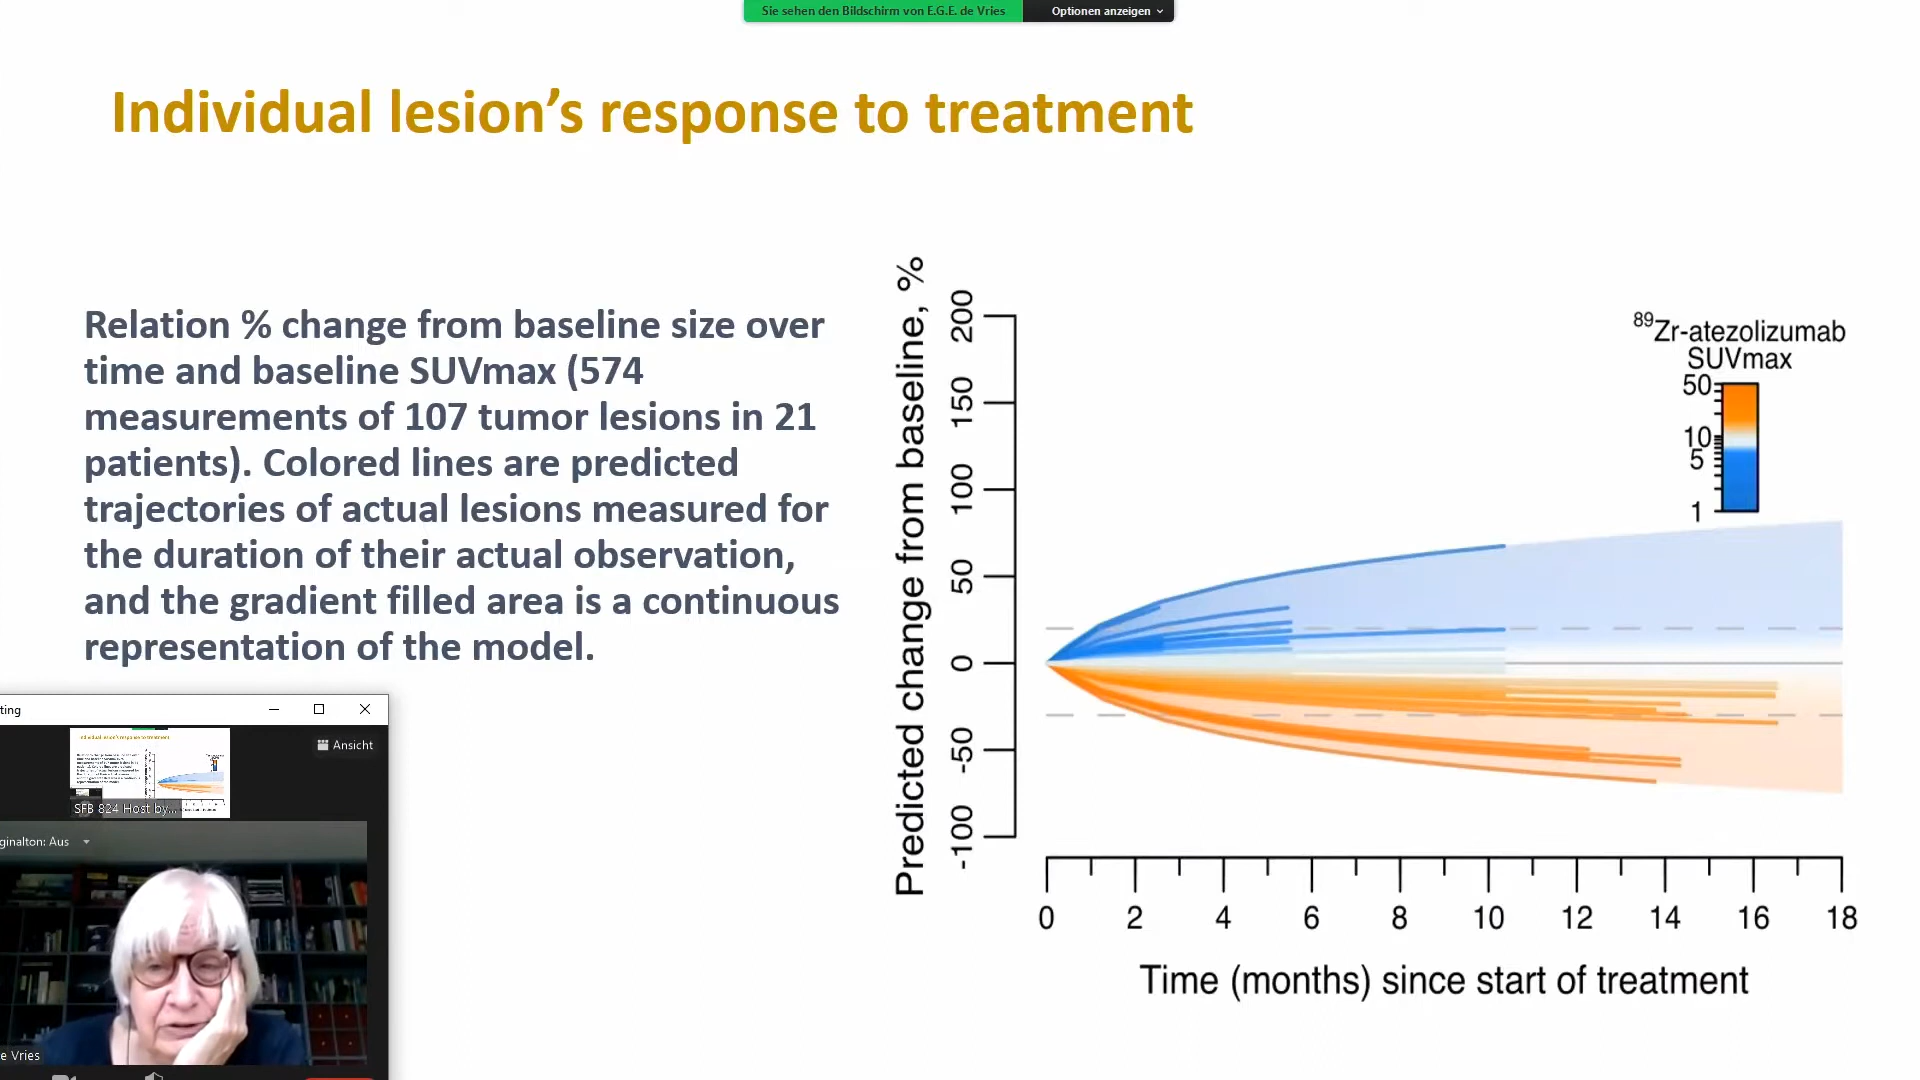 Sie sehen den Bildschirm von E.G.E. de Vries
Optionen anzeigen
Individual lesion's response to treatment
Relation % change from baseline size over
time and baseline SUVmax (574
measurements of 107 tumor lesions in 21
patients). Colored lines are predicted
trajectories of actual lesions measured for
the duration of their actual observation,
and the gradient filled area is a continuous
representation of the model.
Predicted change from baseline, %
200
150
100
50
0
-50
-100
89Zr-atezolizumab
SUVmax
50
10
5
1
0 2 4 6 8 10 12 14 16 18
Time (months) since start of treatment
ting
Ansicht
Individual lesion's response to treatment
SFB 824 Host by...
ginalton: Aus
e Vries